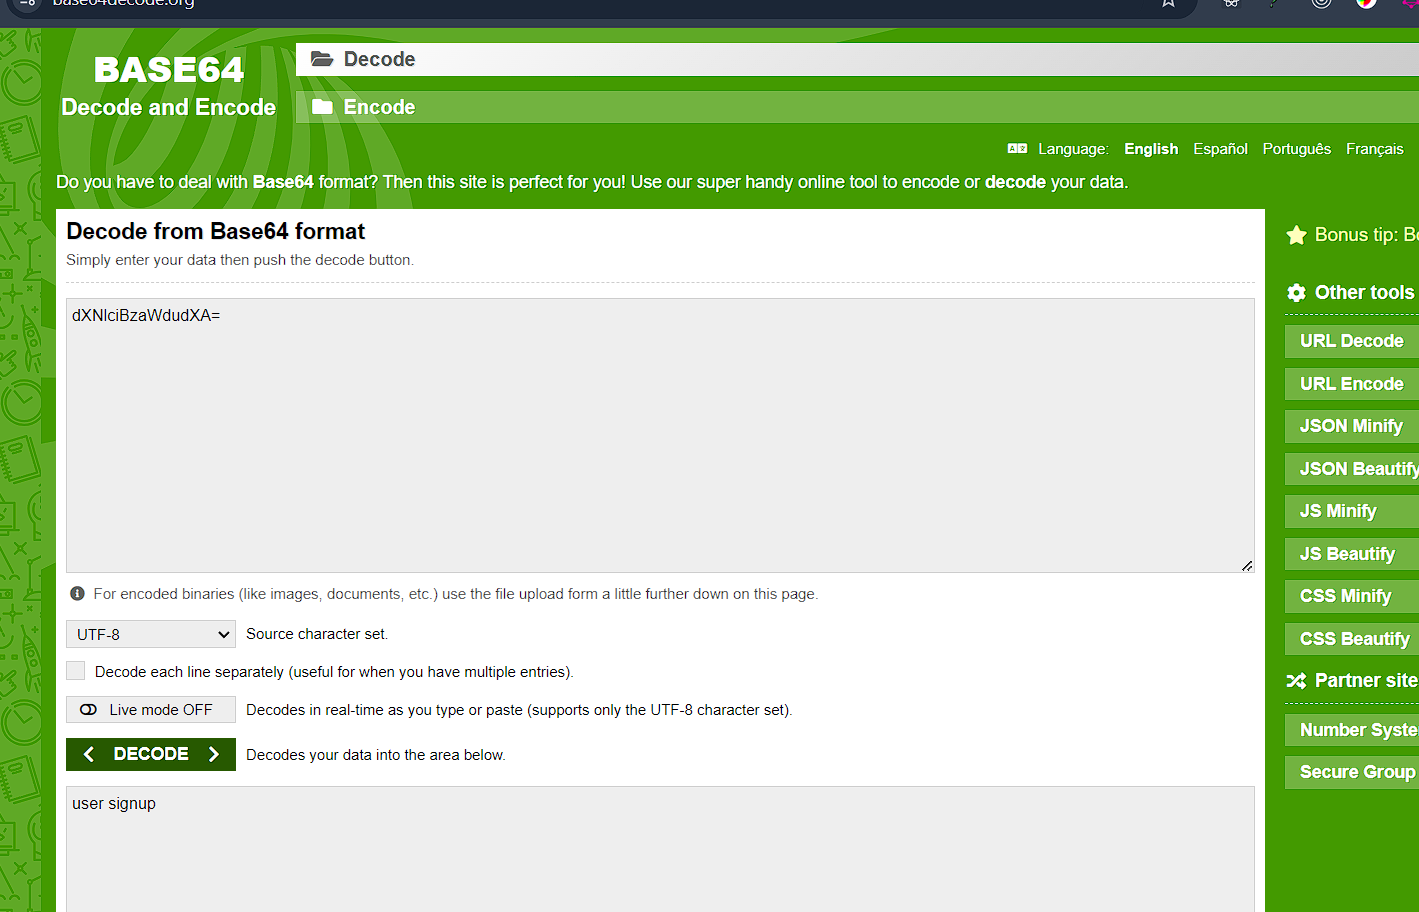 base64decode.org
BASE64
Decode and Encode
Decode
Encode
Language: English Español Português Français
Do you have to deal with Base64 format? Then this site is perfect for you! Use our super handy online tool to encode or decode your data.
Decode from Base64 format
Simply enter your data then push the decode button.
dXNlciBzaWdudXA=
For encoded binaries (like images, documents, etc.) use the file upload form a little further down on this page.
UTF-8 Source character set.
Decode each line separately (useful for when you have multiple entries).
Live mode OFF Decodes in real-time as you type or paste (supports only the UTF-8 character set).
DECODE Decodes your data into the area below.
user signup
Bonus tip: Bo
Other tools
URL Decode
URL Encode
JSON Minify
JSON Beautify
JS Minify
JS Beautify
CSS Minify
CSS Beautify
Partner site
Number Syste
Secure Group